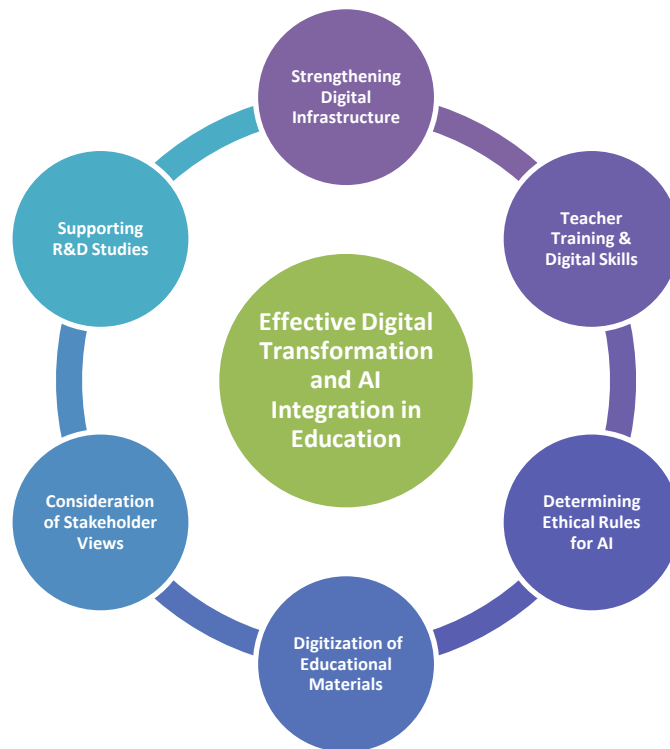 Strengthening
Digital
Infrastructure
Teacher
Training &
Digital Skills
Determining
Ethical Rules
for AI
Digitization of
Educational
Materials
Consideration
of Stakeholder
Views
Supporting
R&D Studies
Effective Digital
Transformation
and AI
Integration in
Education